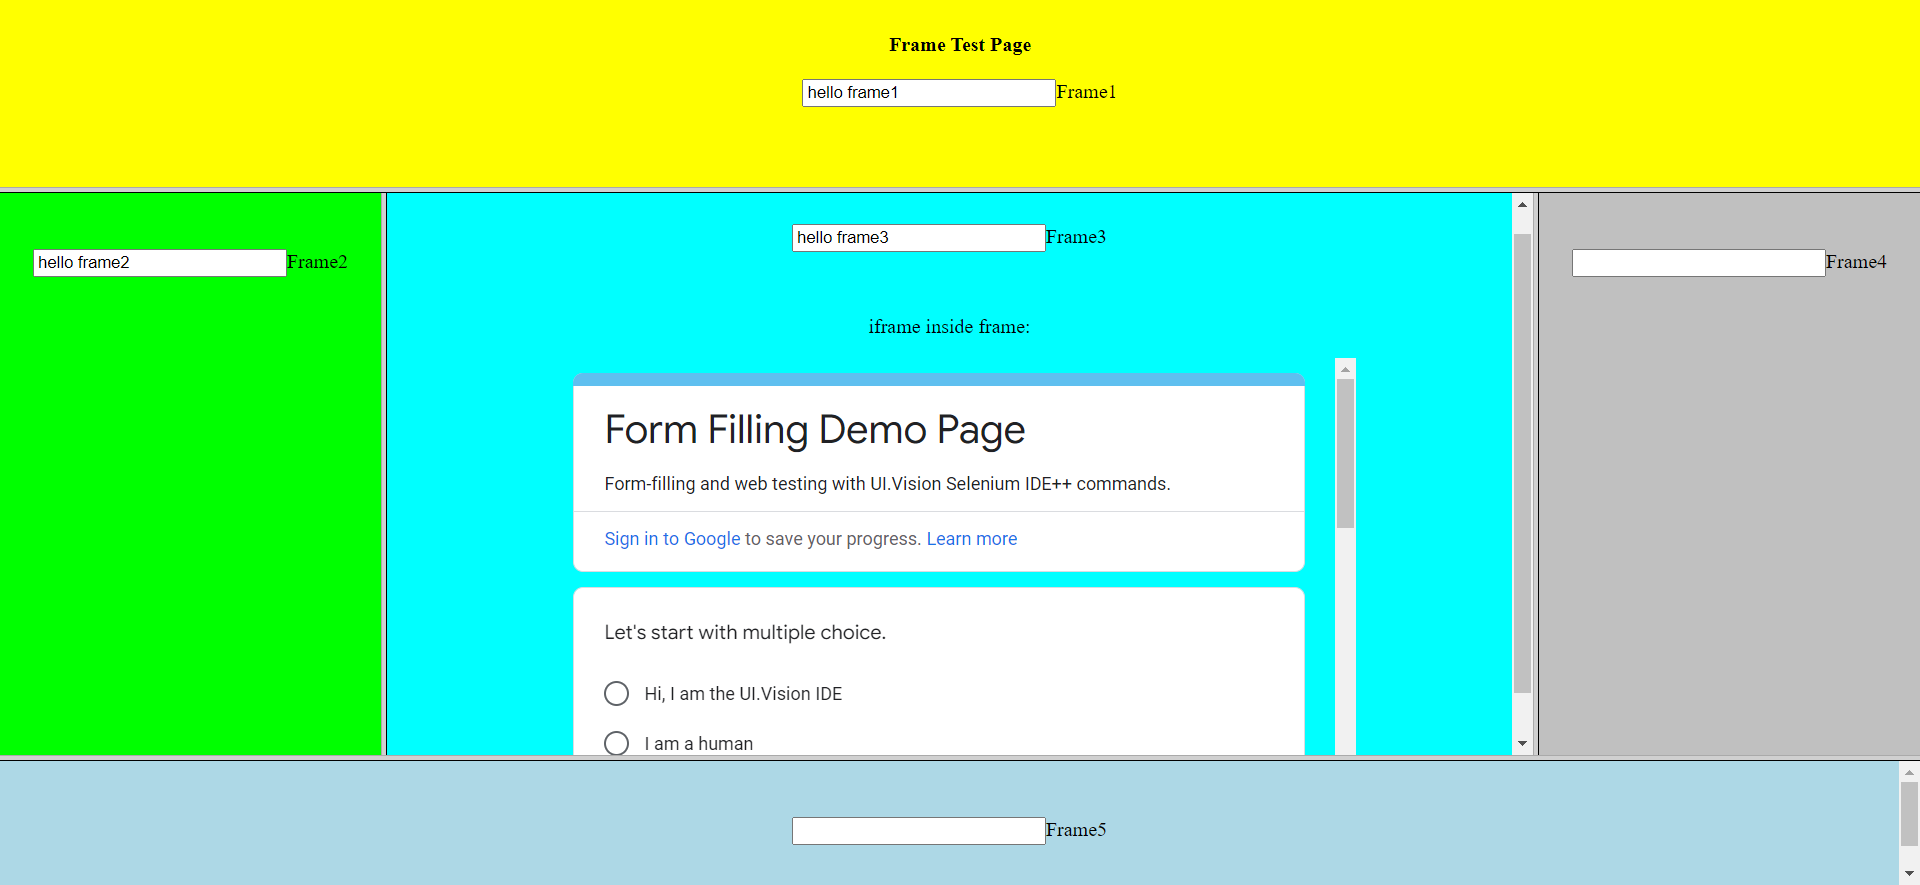 Frame Test Page
hello frame1 Frame1
hello frame2 Frame2
hello frame3 Frame3
Frame4
iframe inside frame:
Form Filling Demo Page
Form-filling and web testing with UI.Vision Selenium IDE++ commands.
Sign in to Google to save your progress. Learn more
Let's start with multiple choice.
Hi, I am the UI.Vision IDE
I am a human
Frame5